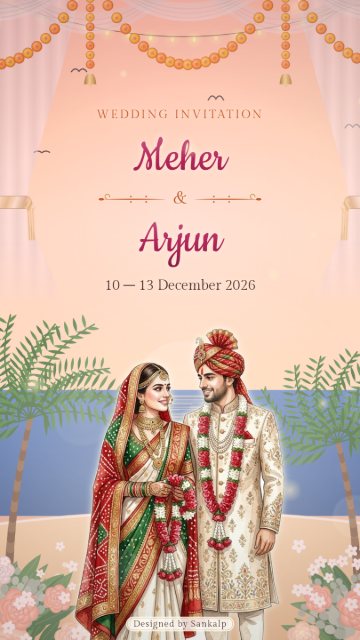 WEDDING INVITATION
Meher
&
Arjun
10 — 13 December 2026
Designed by Sankalp